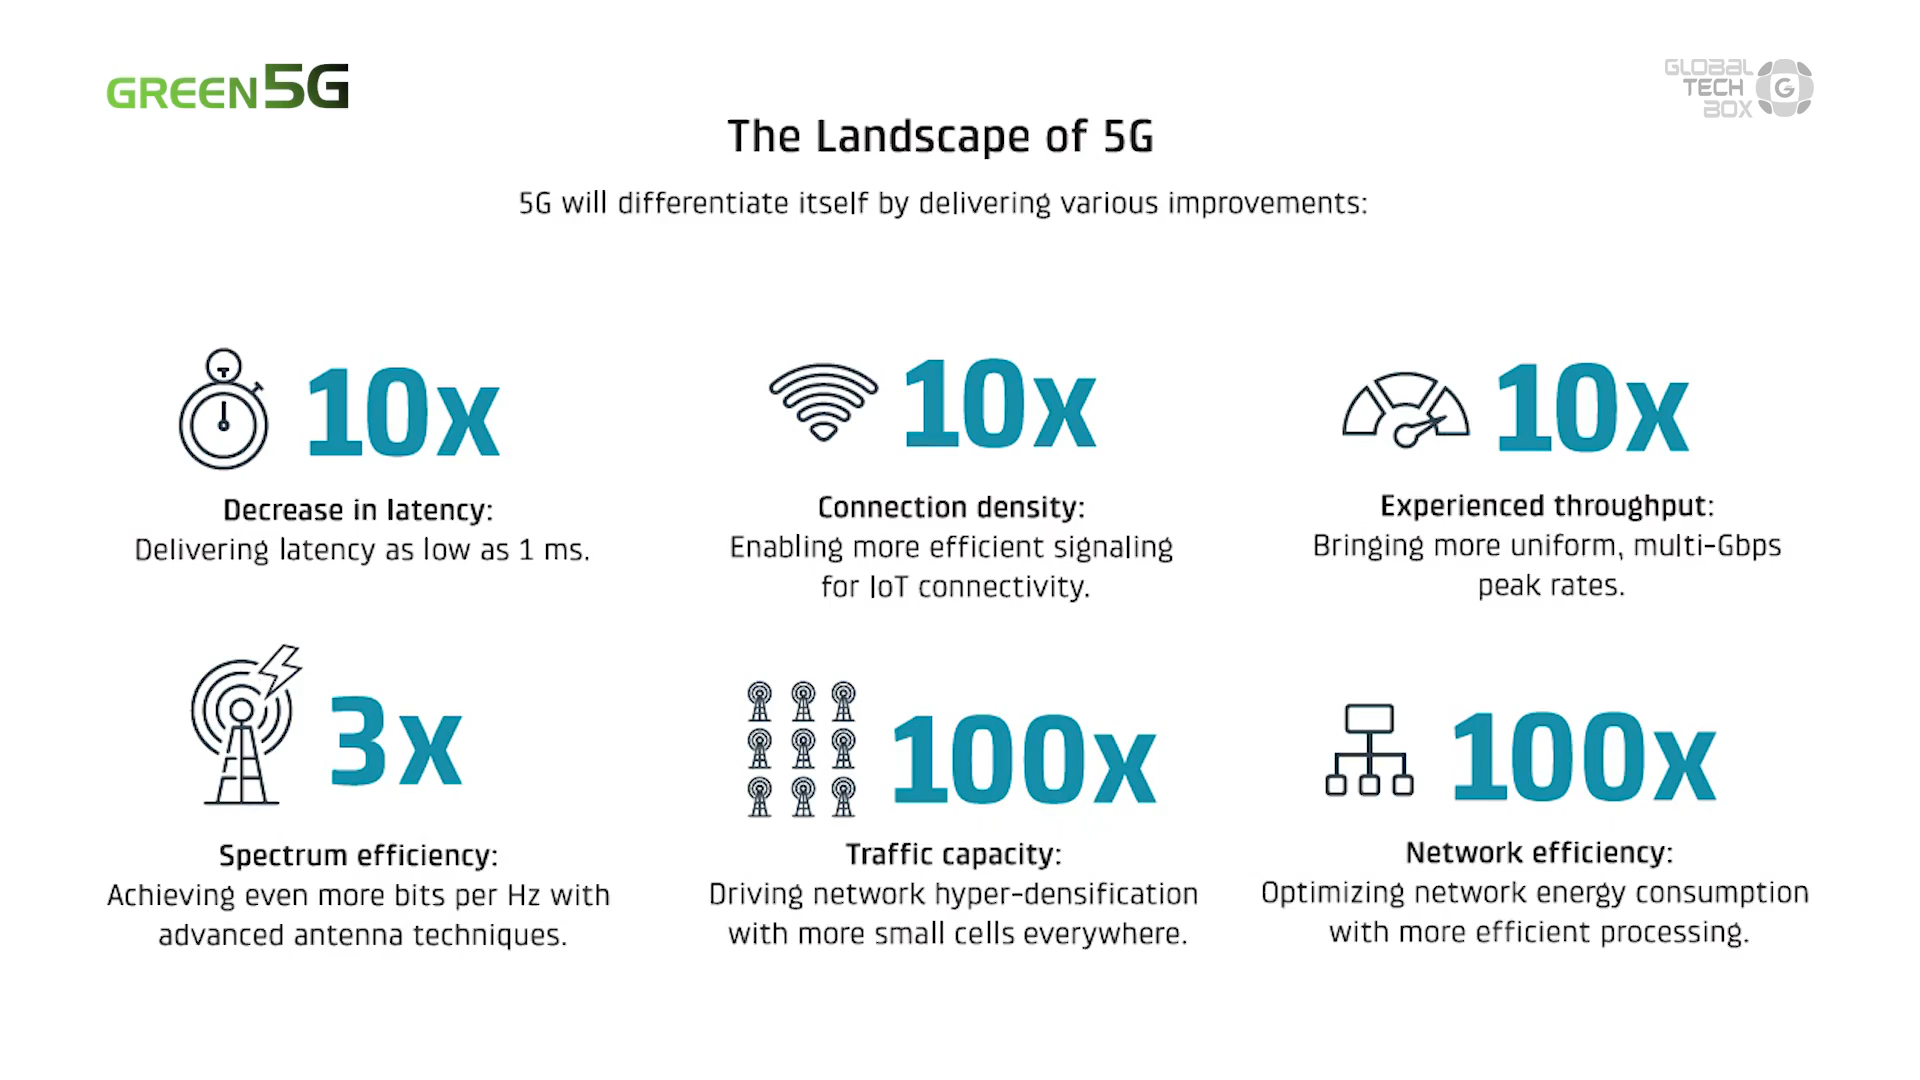 GREEN5G
GLOBAL
TECH
BOX
G
The Landscape of 5G
5G will differentiate itself by delivering various improvements:
10x
Decrease in latency:
Delivering latency as low as 1 ms.
10x
Connection density:
Enabling more efficient signaling
for IoT connectivity.
10x
Experienced throughput:
Bringing more uniform, multi-Gbps
peak rates.
3x
Spectrum efficiency:
Achieving even more bits per Hz with
advanced antenna techniques.
100x
Traffic capacity:
Driving network hyper-densification
with more small cells everywhere.
100x
Network efficiency:
Optimizing network energy consumption
with more efficient processing.